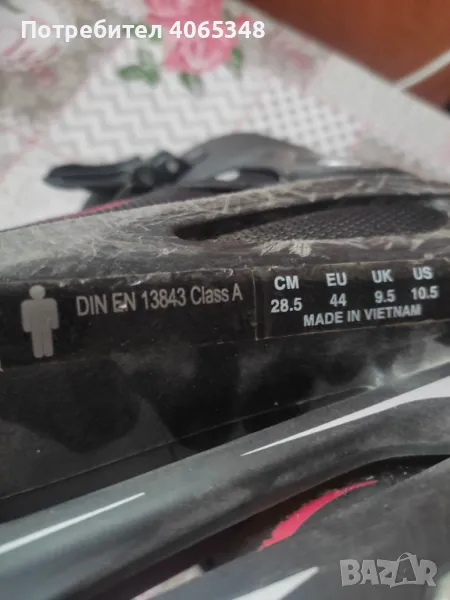 Потребител 4065348
DIN EN 13843 Class A
CM EU UK US
28.5 44 9.5 10.5
MADE IN VIETNAM
BAZAR